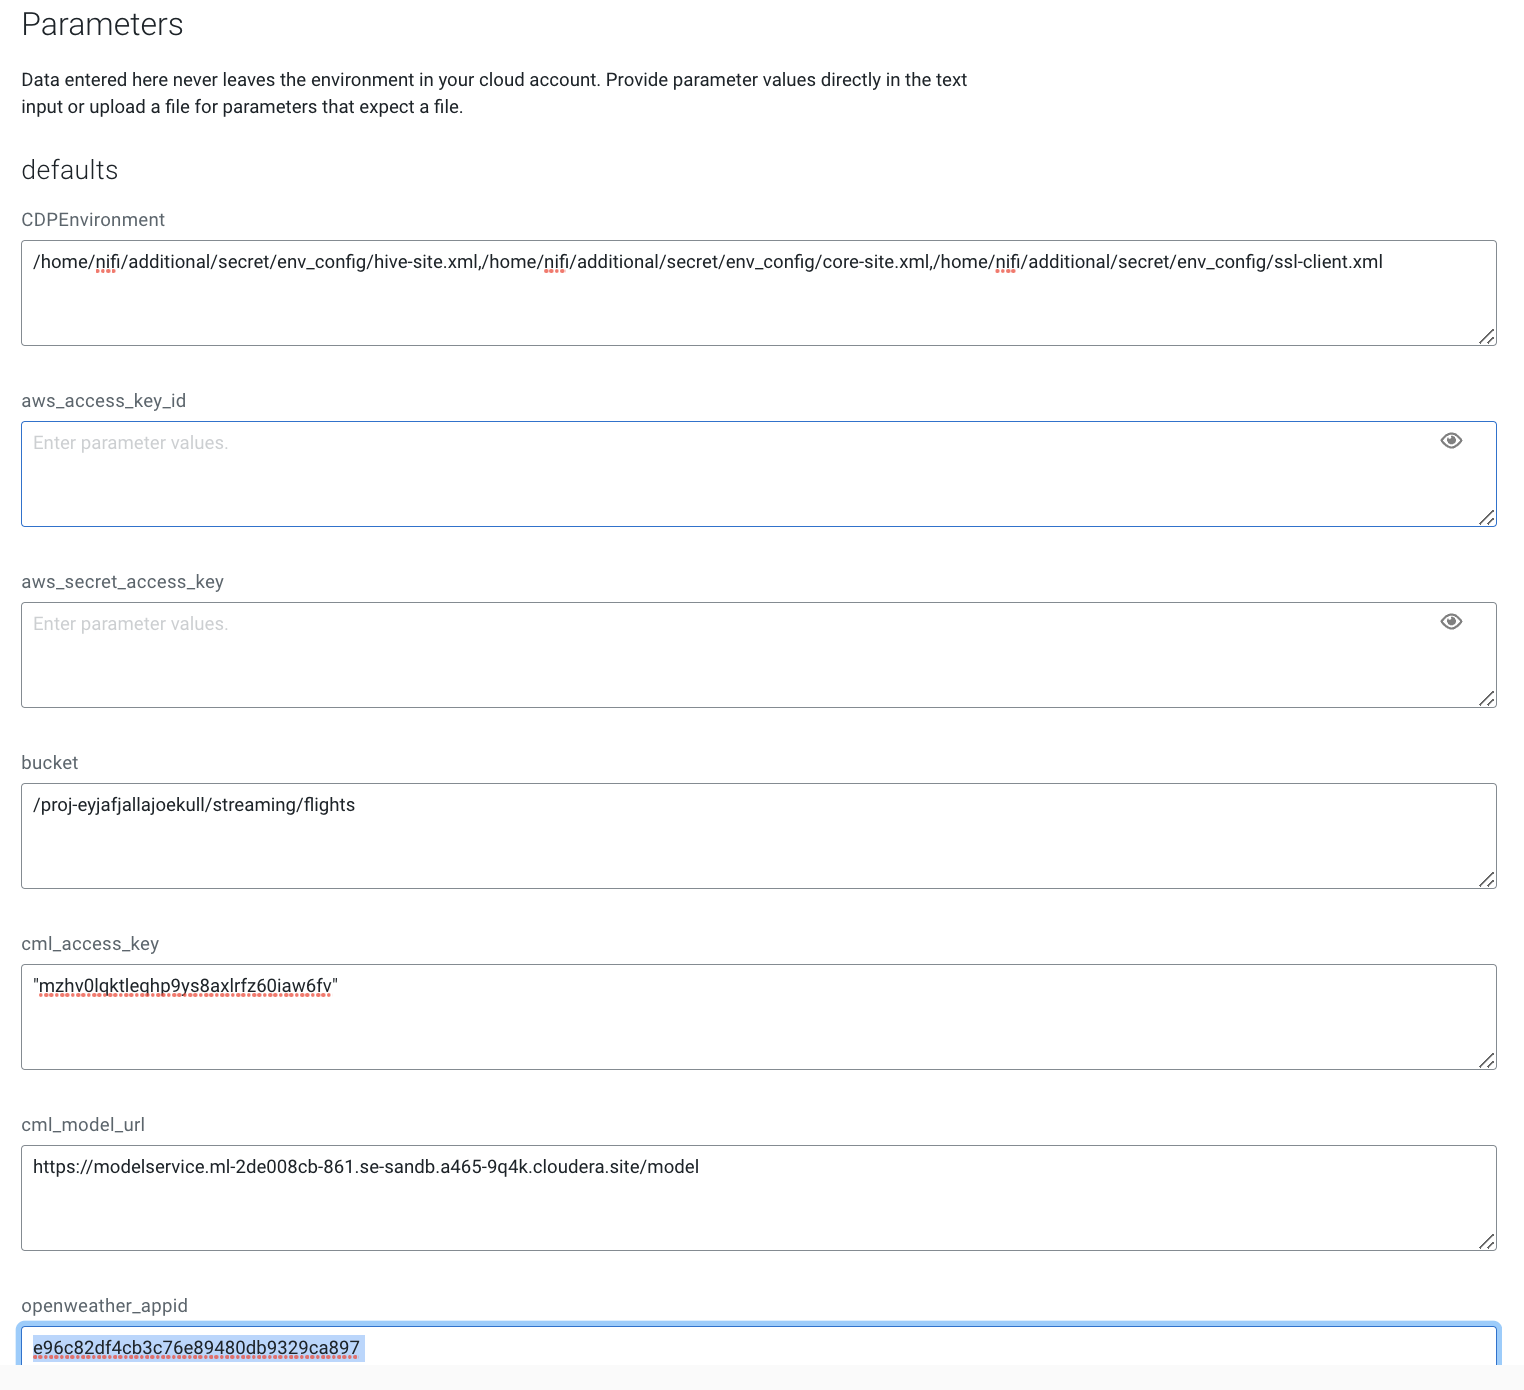 Parameters
Data entered here never leaves the environment in your cloud account. Provide parameter values directly in the text
input or upload a file for parameters that expect a file.
defaults
CDPEnvironment
/home/nifi/additional/secret/env_config/hive-site.xml,/home/nifi/additional/secret/env_config/core-site.xml,/home/nifi/additional/secret/env_config/ssl-client.xml
aws_access_key_id
Enter parameter values.
aws_secret_access_key
Enter parameter values.
bucket
/proj-eyjafjallajoekull/streaming/flights
cml_access_key
"mzhv0lqktleqhp9ys8axlrfz60iaw6fv"
cml_model_url
https://modelservice.ml-2de008cb-861.se-sandb.a465-9q4k.cloudera.site/model
openweather_appid
e96c82df4cb3c76e89480db9329ca897